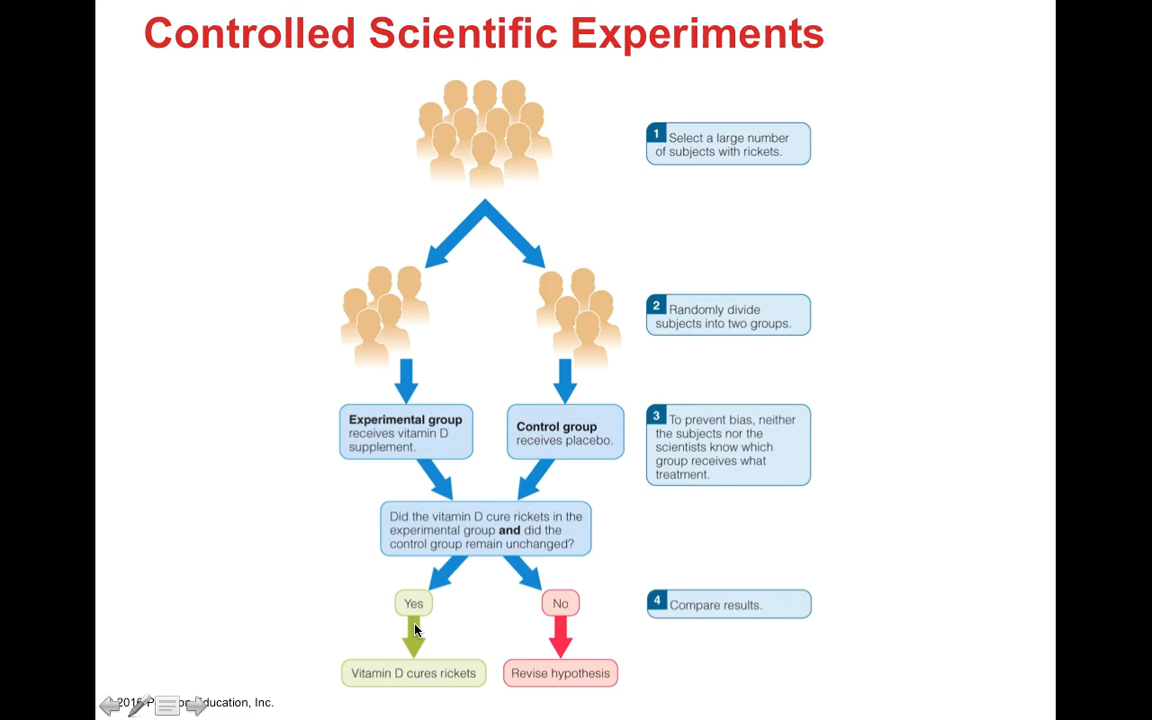 Controlled Scientific Experiments
1 Select a large number
of subjects with rickets.
2 Randomly divide
subjects into two groups.
Experimental group
receives vitamin D
supplement.
Control group
receives placebo.
3 To prevent bias, neither
the subjects nor the
scientists know which
group receives what
treatment.
Did the vitamin D cure rickets in the
experimental group and did the
control group remain unchanged?
Yes
No
4 Compare results.
Vitamin D cures rickets
Revise hypothesis
2016 Inc.